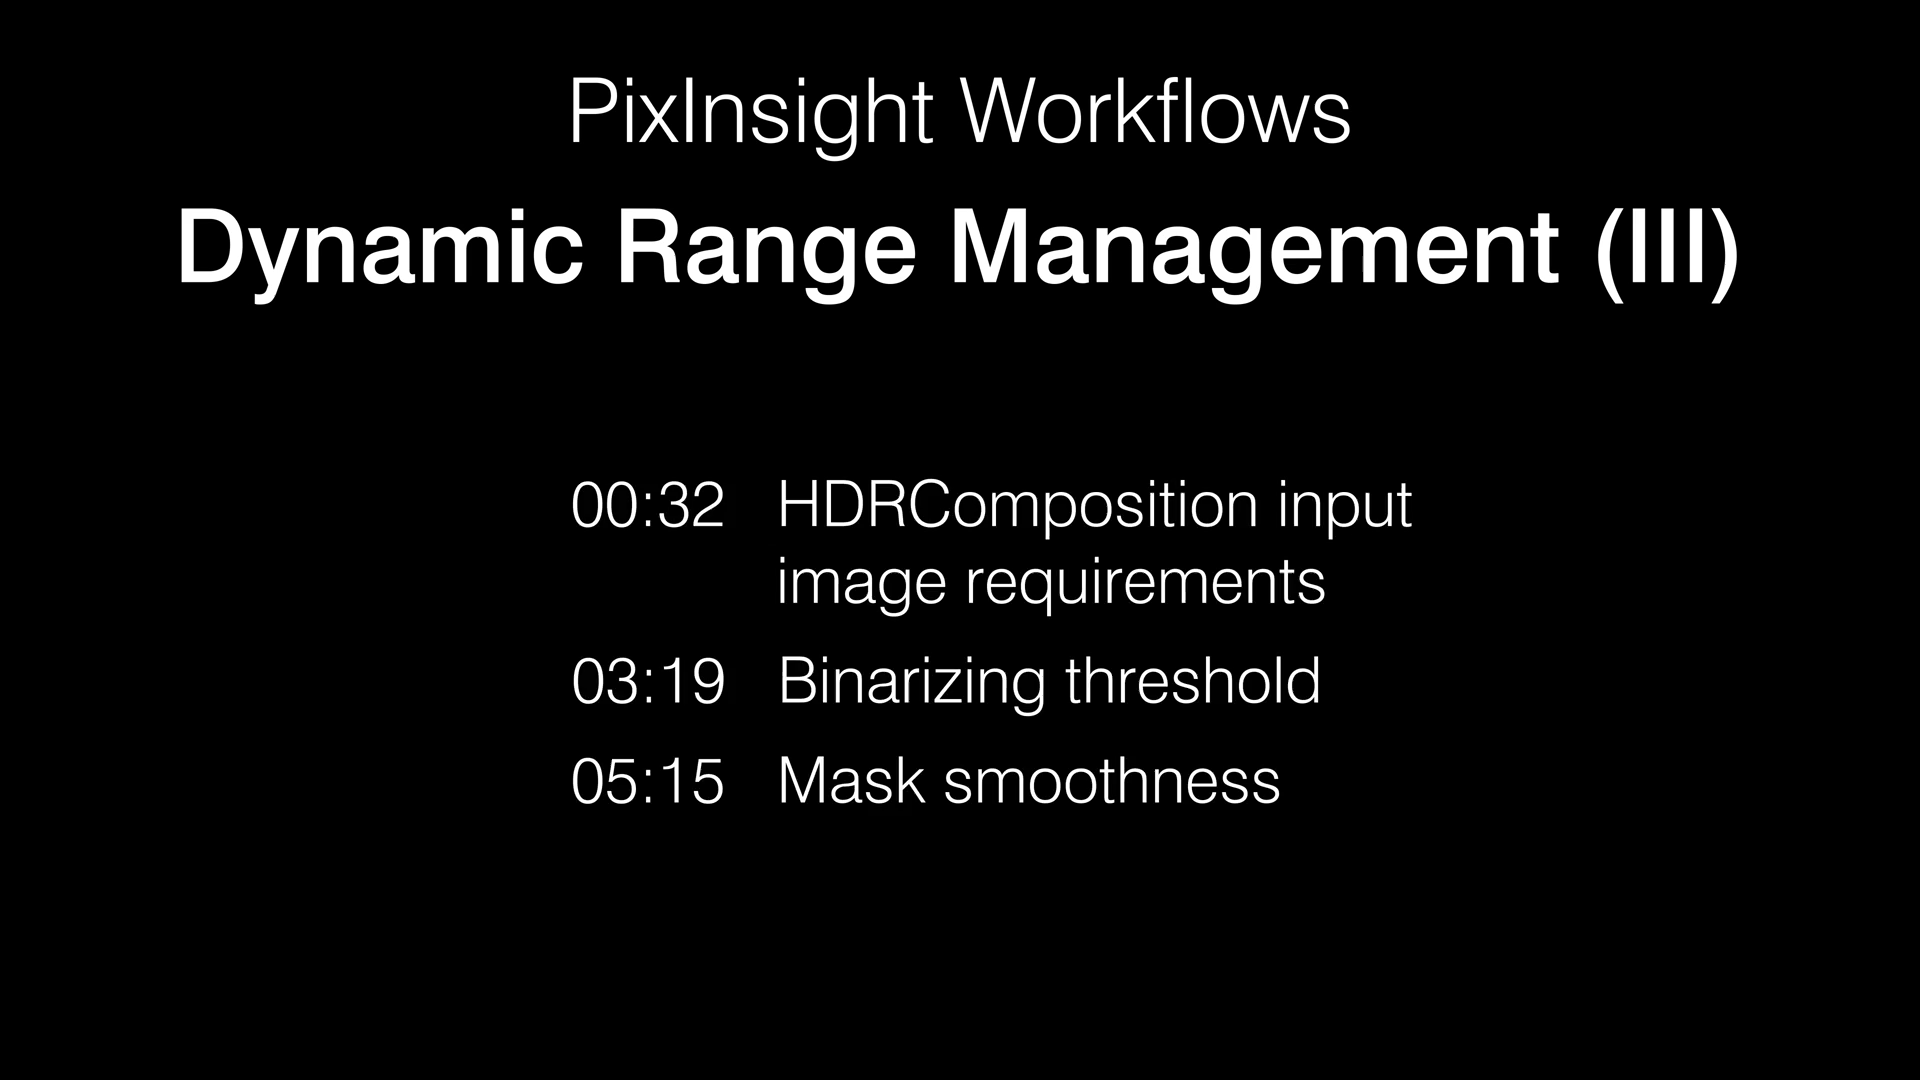 PixInsight Workflows
Dynamic Range Management (III)
00:32 HDRComposition input
image requirements
03:19 Binarizing threshold
05:15 Mask smoothness